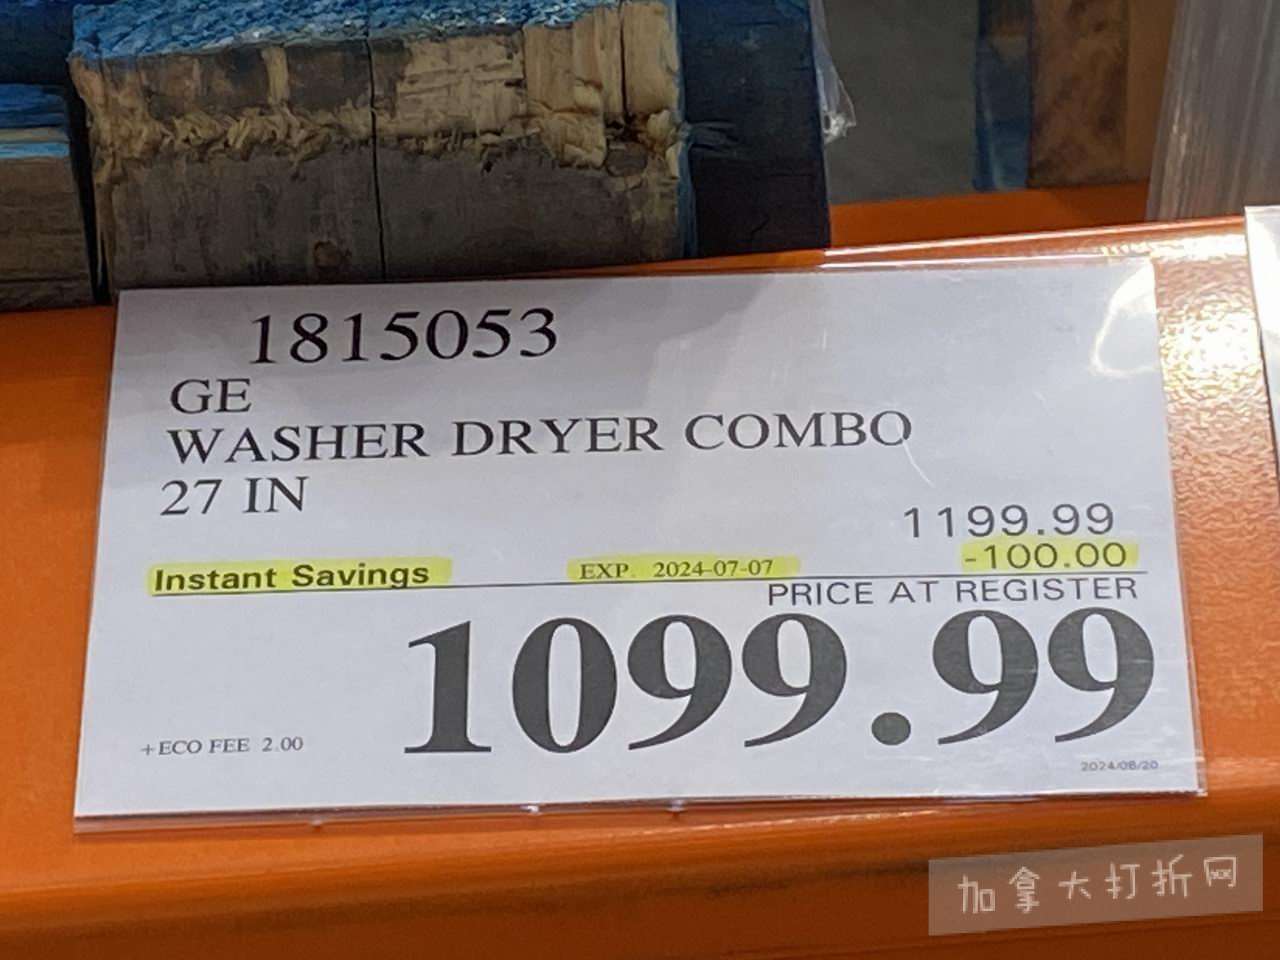 1815053
GE
WASHER DRYER COMBO
27 IN
1199.99
Instant Savings EXP. 2024-07-07 -100.00
PRICE AT REGISTER
1099.99
+ECO FEE 2.00
2024/06/20
加拿大打折网